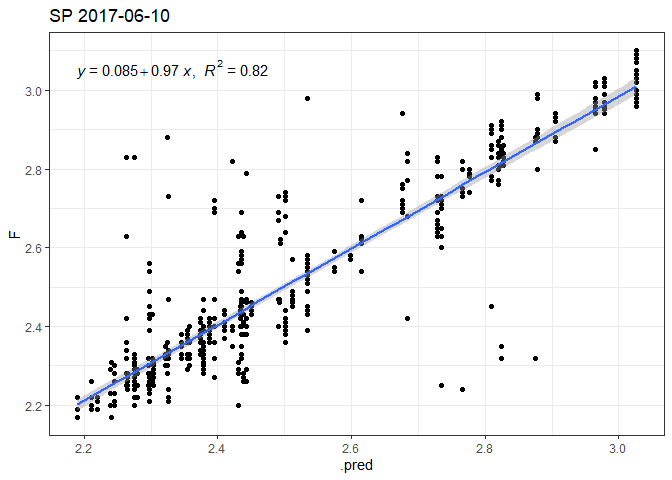 SP 2017-06-10
y = 0.085+0.97 x, R² = 0.82
3.0
2.8
2.6
2.4
2.2
F
2.2 2.4 2.6 2.8 3.0
.pred